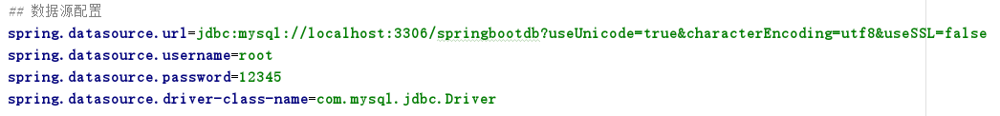 ## 数据源配置
spring.datasource.url=jdbc:mysql://localhost:3306/springbootdb?useUnicode=true&characterEncoding=utf8&useSSL=false
spring.datasource.username=root
spring.datasource.password=12345
spring.datasource.driver-class-name=com.mysql.jdbc.Driver